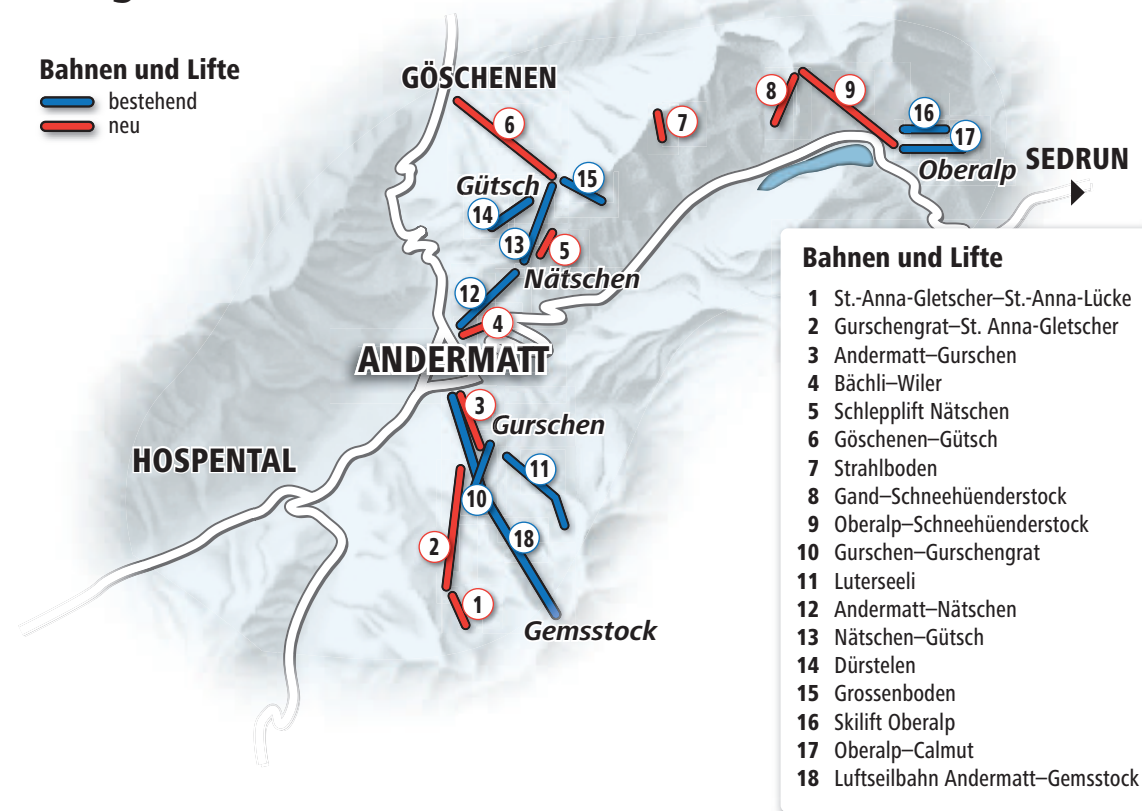 Bahnen und Lifte
bestehend
neu
GÖSCHENEN
6
7
8
9
16
17
Oberalp
SEDRUN
Gütsch
15
14
13
5
Nätschen
12
4
ANDERMATT
3
Gurschen
HOSPENTAL
11
10
18
2
1
Gemsstock
Bahnen und Lifte
1 St.-Anna-Gletscher–St.-Anna-Lücke
2 Gurschengrat–St. Anna-Gletscher
3 Andermatt–Gurschen
4 Bächli–Wiler
5 Schlepplift Nätschen
6 Göschenen–Gütsch
7 Strahlboden
8 Gand–Schneehüenderstock
9 Oberalp–Schneehüenderstock
10 Gurschen–Gurschengrat
11 Luterseeli
12 Andermatt–Nätschen
13 Nätschen–Gütsch
14 Dürstelen
15 Grossenboden
16 Skilift Oberalp
17 Oberalp–Calmut
18 Luftseilbahn Andermatt–Gemsstock